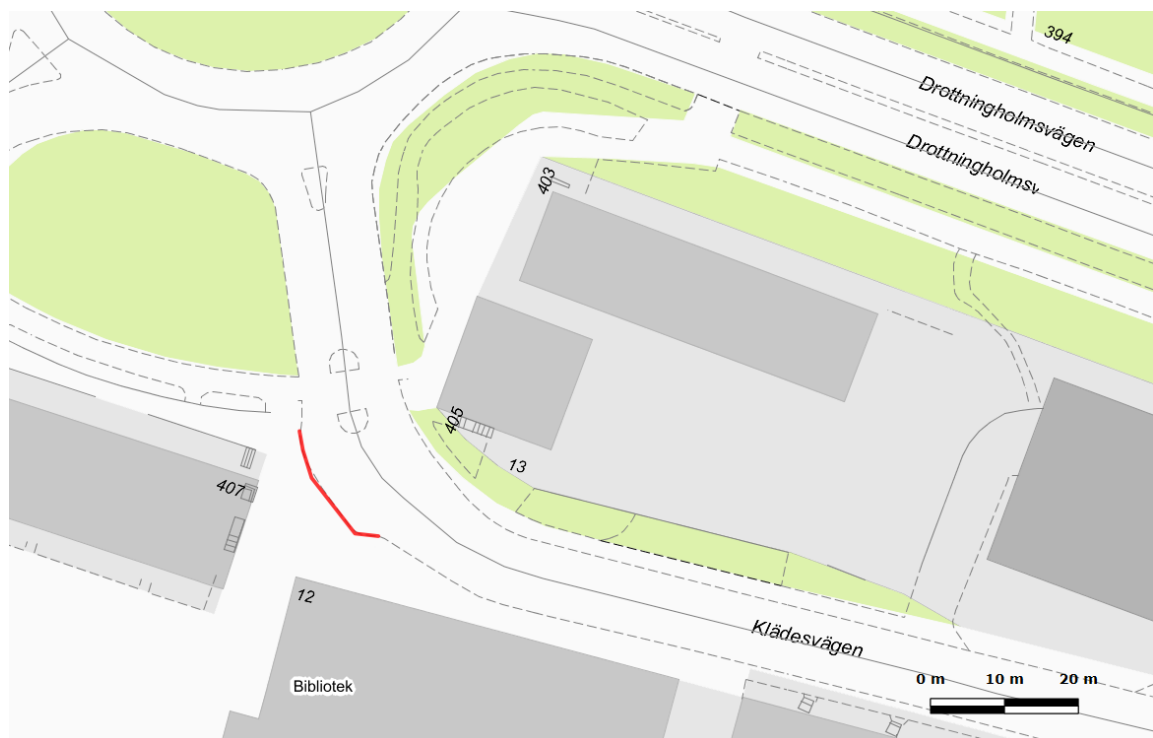 394
Drottningholmsvägen
Drottningholmsv
403
405
13
407
12
Klädesvägen
Bibliotek
0 m 10 m 20 m